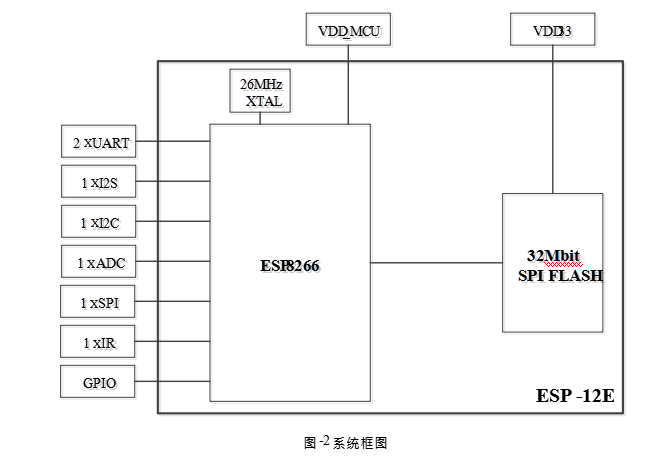 VDD_MCU
VDD33
26MHz
XTAL
2 xUART
1 xI2S
1 xI2C
1 xADC
1 xSPI
1 xIR
GPIO
ESP8266
32Mbit
SPI FLASH
ESP -12E
图-2系统框图